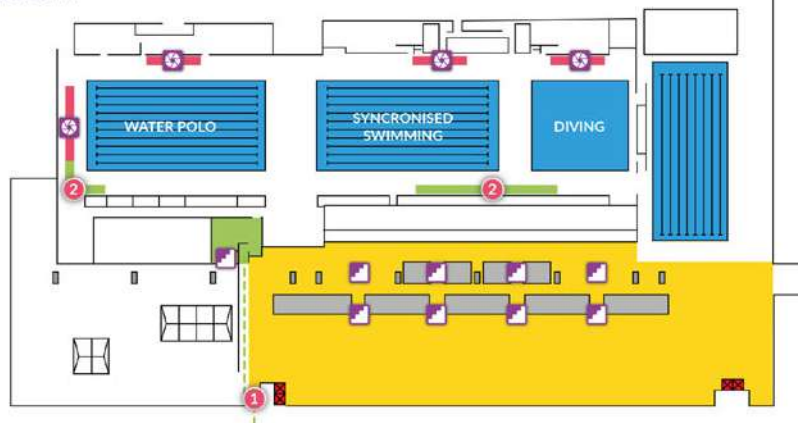 WATER POLO
SYNCRONISED
SWIMMING
DIVING
2
2
1